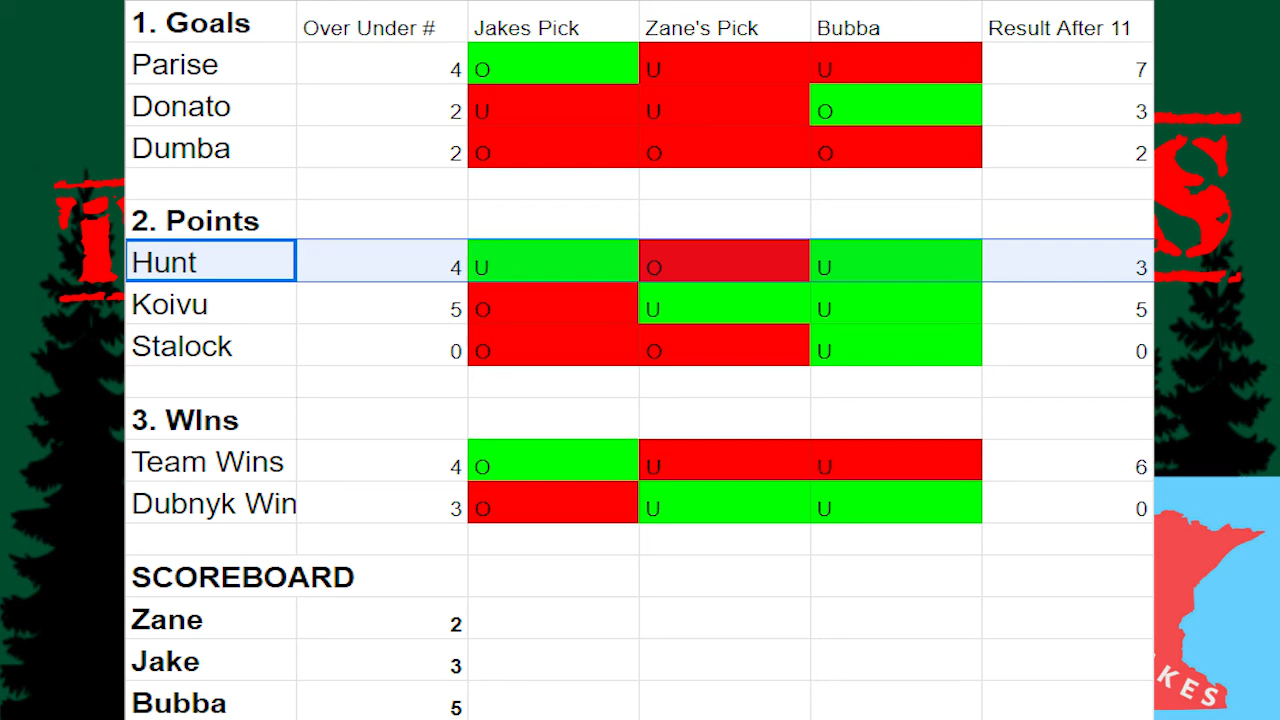 1. Goals Over Under # Jakes Pick Zane's Pick Bubba Result After 11
Parise 4 O U U 7
Donato 2 U U O 3
Dumba 2 O O O 2
2. Points
Hunt 4 U O U 3
Koivu 5 O U U 5
Stalock 0 O O U 0
3. WIns
Team Wins 4 O U U 6
Dubnyk Win 3 O U U 0
SCOREBOARD
Zane 2
Jake 3
Bubba 5
KES